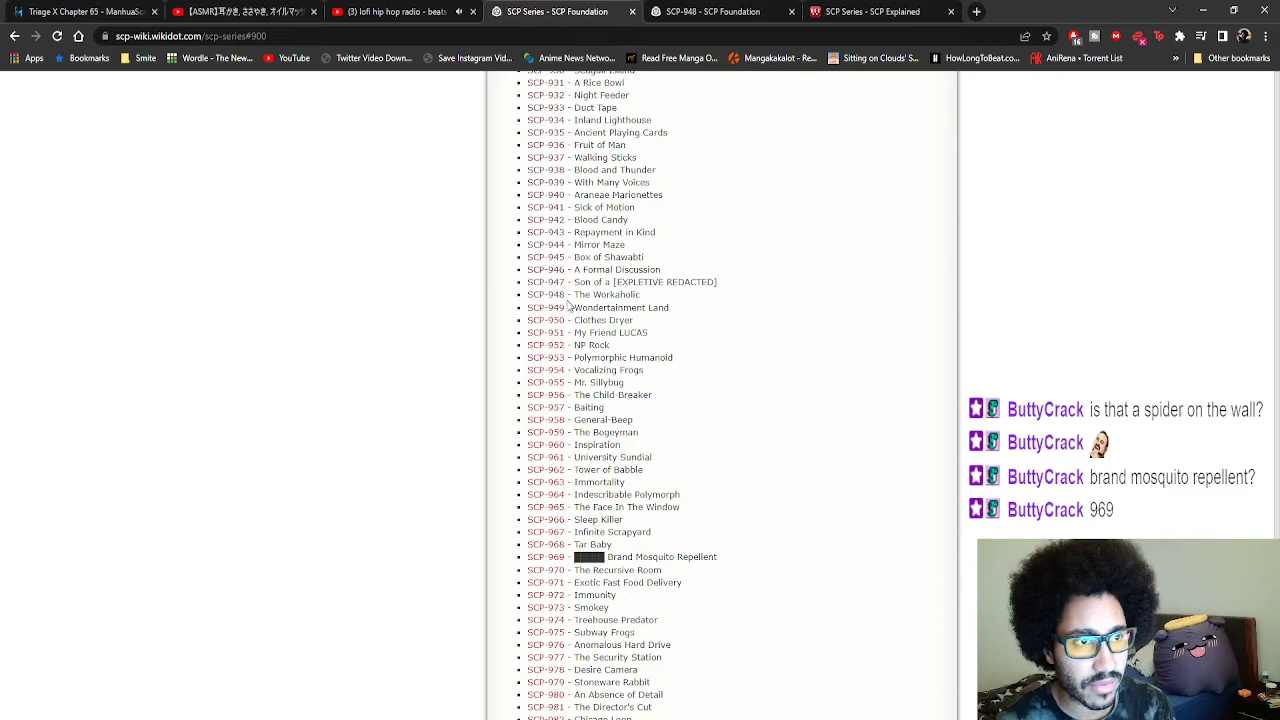 Triage X Chapter 65 - ManhuaSc
【ASMR】耳かき、ささやき、オイルマッ
(3) lofi hip hop radio - beat
SCP Series - SCP Foundation
SCP-948 - SCP Foundation
SCP Series - SCP Explained
scp-wiki.wikidot.com/scp-series#900
Apps
Bookmarks
Smite
Wordle - The New...
YouTube
Twitter Video Down...
Save Instagram Vide...
Anime News Netwo...
Read Free Manga O...
Mangakakalot - Re...
Sitting on Clouds' S...
HowLongToBeat.co...
AniRena | Torrent List
SCP-930 - Seagull Island
SCP-931 - A Rice Bowl
SCP-932 - Night Feeder
SCP-933 - Duct Tape
SCP-934 - Inland Lighthouse
SCP-935 - Ancient Playing Cards
SCP-936 - Fruit of Man
SCP-937 - Walking Sticks
SCP-938 - Blood and Thunder
SCP-939 - With Many Voices
SCP-940 - Araneae Marionettes
SCP-941 - Sick of Motion
SCP-942 - Blood Candy
SCP-943 - Repayment in Kind
SCP-944 - Mirror Maze
SCP-945 - Box of Shawabti
SCP-946 - A Formal Discussion
SCP-947 - Son of a [EXPLETIVE REDACTED]
SCP-948 - The Workaholic
SCP-949 - Wondertainment Land
SCP-950 - Clothes Dryer
SCP-951 - My Friend LUCAS
SCP-952 - NP Rock
SCP-953 - Polymorphic Humanoid
SCP-954 - Vocalizing Frogs
SCP-955 - Mr. Sillybug
SCP-956 - The Child-Breaker
SCP-957 - Baiting
SCP-958 - General-Beep
SCP-959 - The Bogeyman
SCP-960 - Inspiration
SCP-961 - University Sundial
SCP-962 - Tower of Babble
SCP-963 - Immortality
SCP-964 - Indescribable Polymorph
SCP-965 - The Face In The Window
SCP-966 - Sleep Killer
SCP-967 - Infinite Scrapyard
SCP-968 - Tar Baby
SCP-969 - █████ Brand Mosquito Repellent
SCP-970 - The Recursive Room
SCP-971 - Exotic Fast Food Delivery
SCP-972 - Immunity
SCP-973 - Smokey
SCP-974 - Treehouse Predator
SCP-975 - Subway Frogs
SCP-976 - Anomalous Hard Drive
SCP-977 - The Security Station
SCP-978 - Desire Camera
SCP-979 - Stoneware Rabbit
SCP-980 - An Absence of Detail
SCP-981 - The Director's Cut
SCP-982 - Chicago Loop
ButtyCrack is that a spider on the wall?
ButtyCrack
ButtyCrack brand mosquito repellent?
ButtyCrack 969